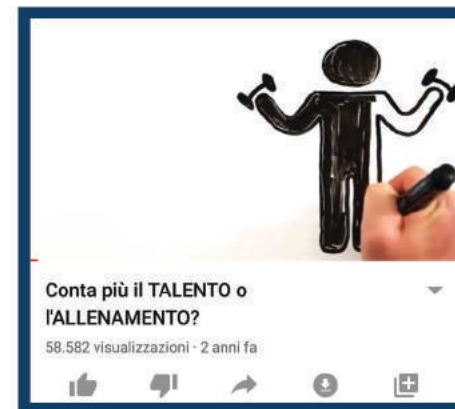 Conta più il TALENTO o
l'ALLENAMENTO?
58.582 visualizzazioni · 2 anni fa